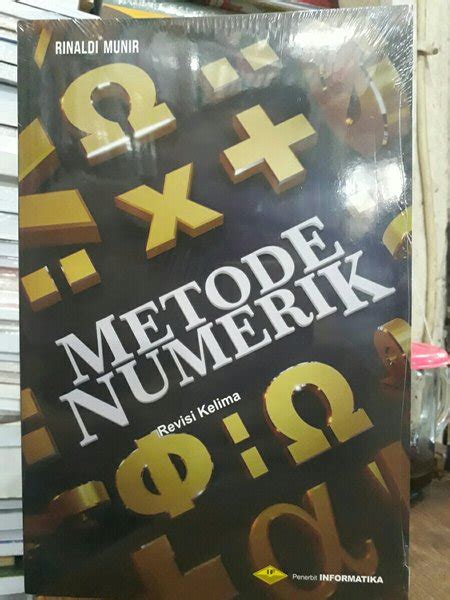 RINALDI MUNIR
METODE
NUMERIK
Revisi Kelima
Penerbit INFORMATIKA